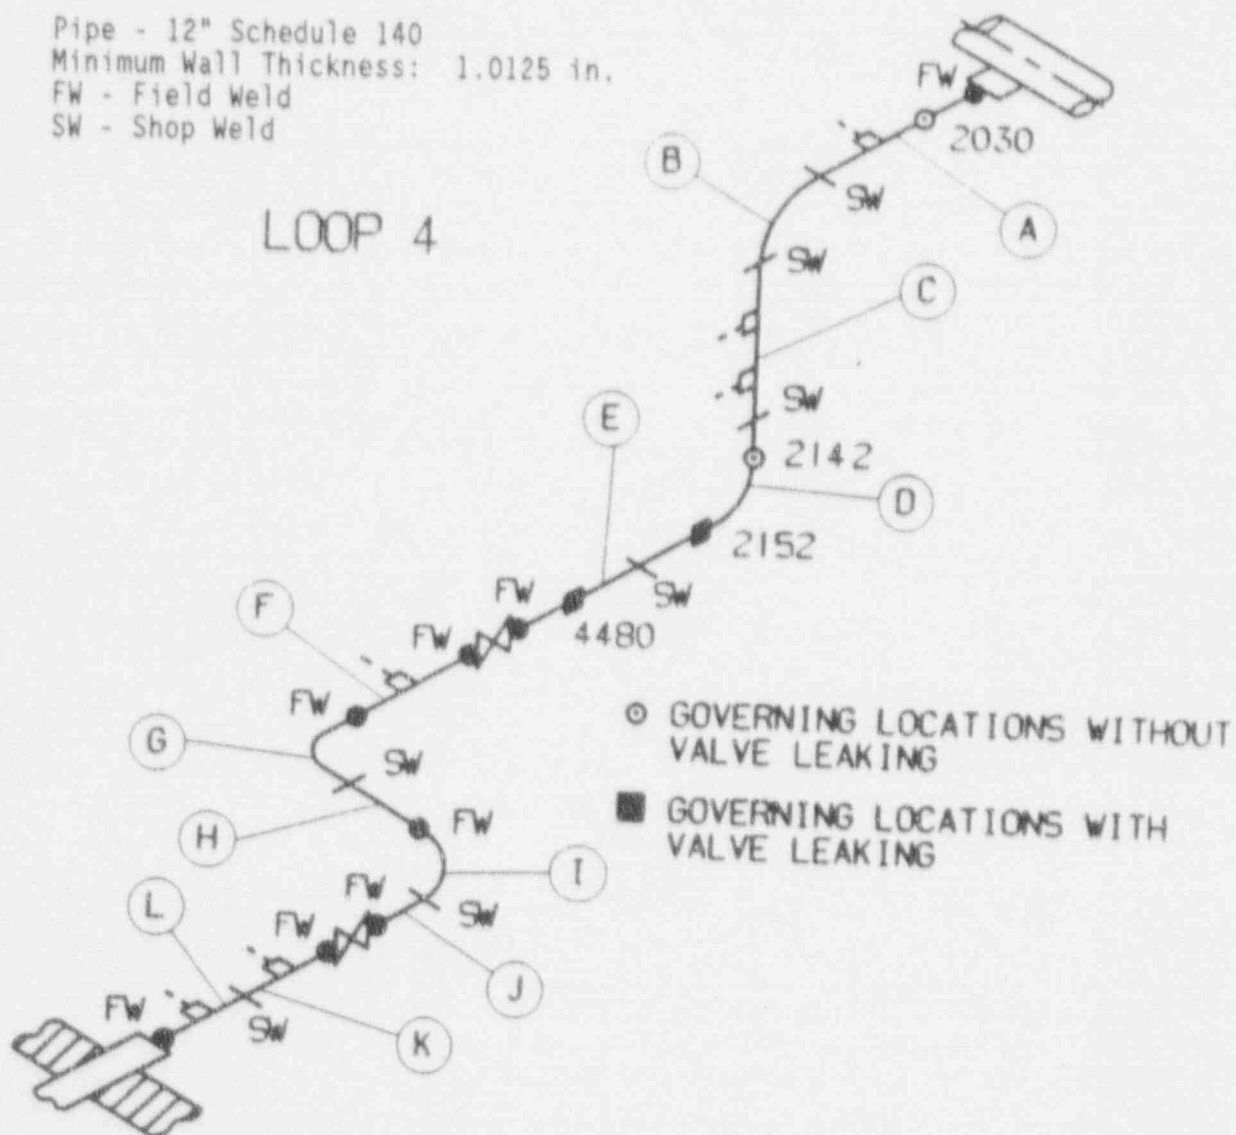 Pipe - 12" Schedule 140
Minimum Wall Thickness: 1.0125 in.
FW - Field Weld
SW - Shop Weld
LOOP 4
FW
2030
B
SW
A
SW
C
SW
E
2142
D
2152
SW
F
FW
4480
FW
FW
G
SW
⊙ GOVERNING LOCATIONS WITHOUT
VALVE LEAKING
■ GOVERNING LOCATIONS WITH
VALVE LEAKING
H
FW
I
L
FW
SW
FW
J
FW
SW
K